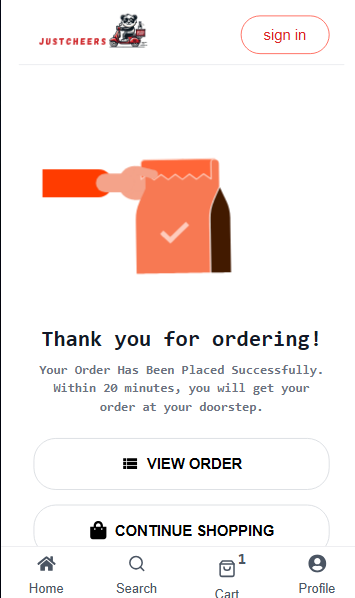 JUSTCHEERS
sign in
Thank you for ordering!
Your Order Has Been Placed Successfully.
Within 20 minutes, you will get your
order at your doorstep.
VIEW ORDER
CONTINUE SHOPPING
1
Home
Search
Cart
Profile